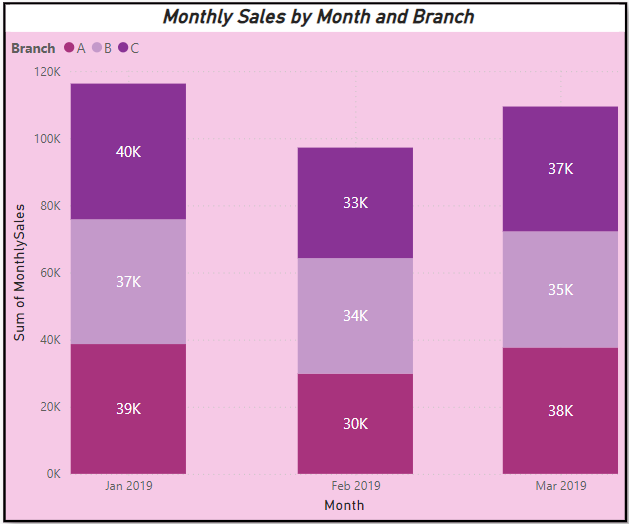 Monthly Sales by Month and Branch
Branch A B C
120K
100K
80K
60K
40K
20K
0K
Sum of MonthlySales
40K
37K
39K
33K
34K
30K
37K
35K
38K
Jan 2019 Feb 2019 Mar 2019
Month